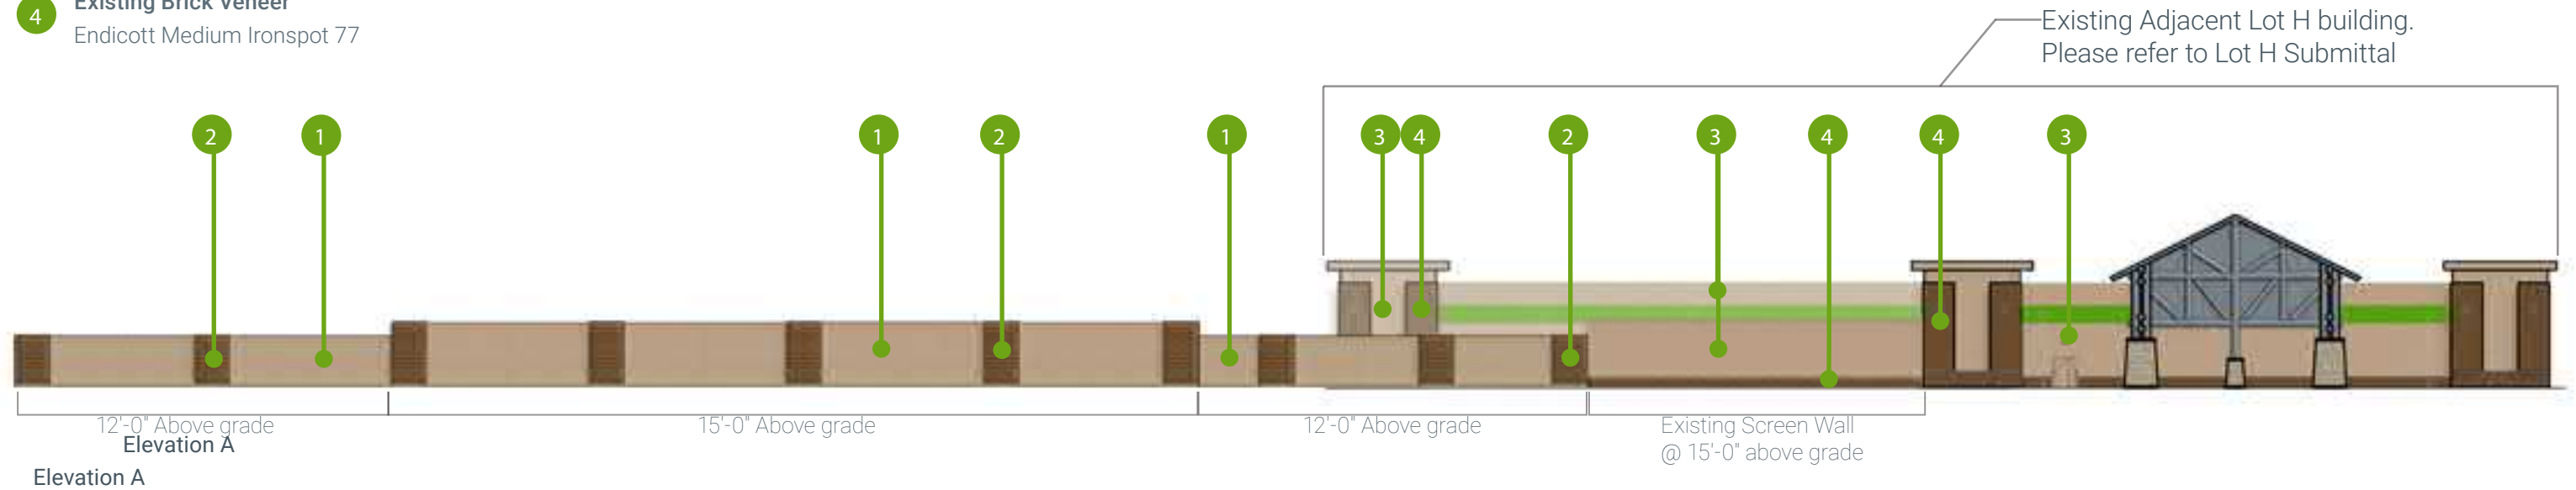 4 Existing Brick Veneer
Endicott Medium Ironspot 77
Existing Adjacent Lot H building.
Please refer to Lot H Submittal
2 1 1 2 1 3 4 2 3 4 4 3
12'-0" Above grade 15'-0" Above grade 12'-0" Above grade Existing Screen Wall
@ 15'-0" above grade
Elevation A
Elevation A